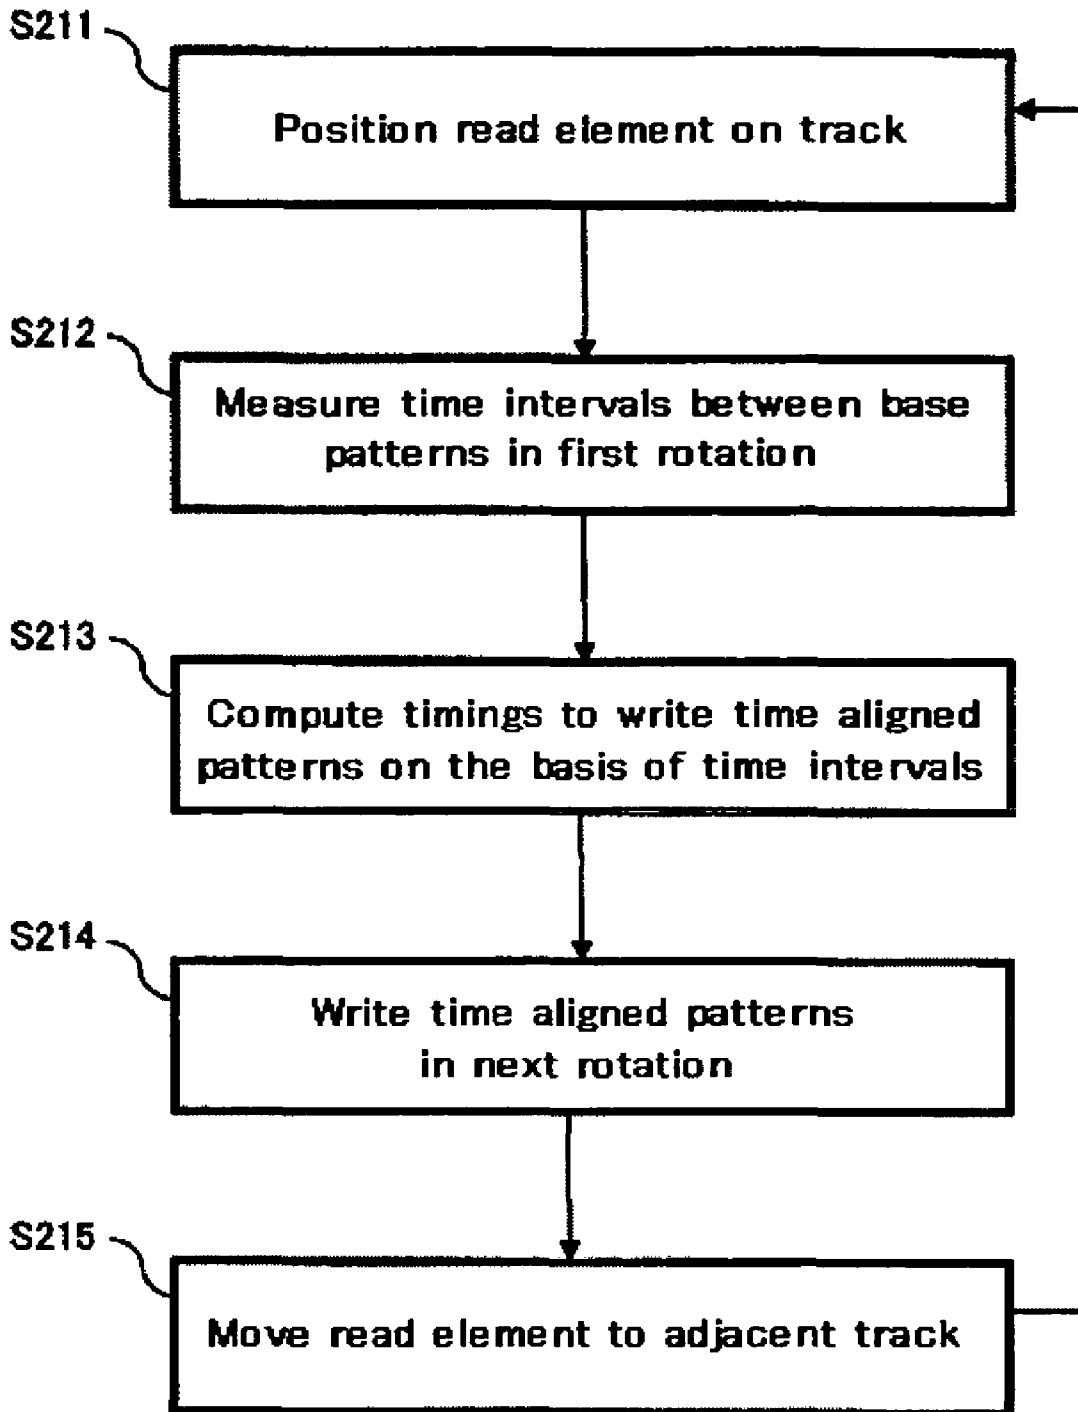 S211
Position read element on track
S212
Measure time intervals between base
patterns in first rotation
S213
Compute timings to write time aligned
patterns on the basis of time intervals
S214
Write time aligned patterns
in next rotation
S215
Move read element to adjacent track